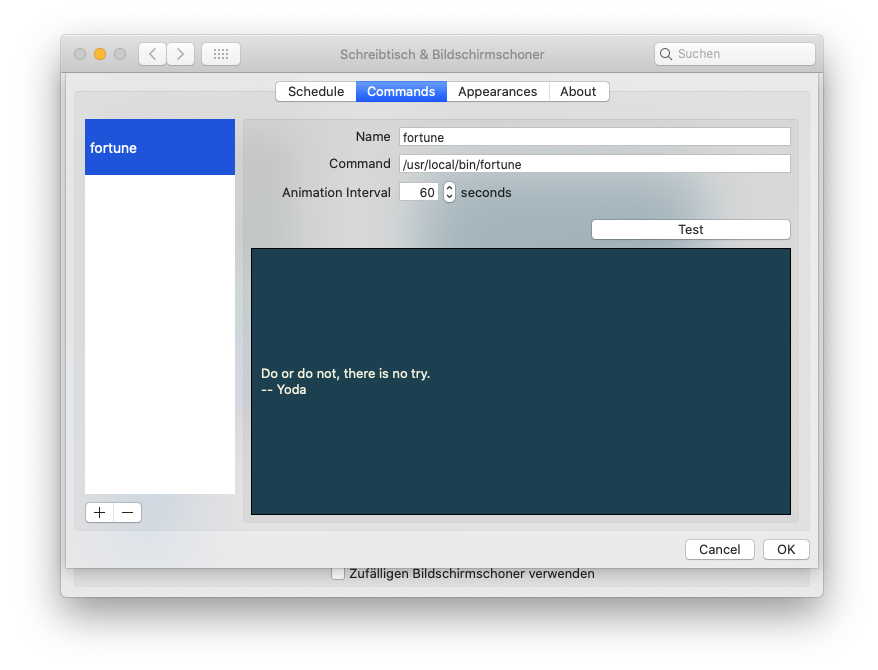 Schreibtisch & Bildschirmschoner
Suchen
Schedule Commands Appearances About
fortune
Name fortune
Command /usr/local/bin/fortune
Animation Interval 60 seconds
Test
Do or do not, there is no try.
-- Yoda
Cancel OK
Zufälligen Bildschirmschoner verwenden